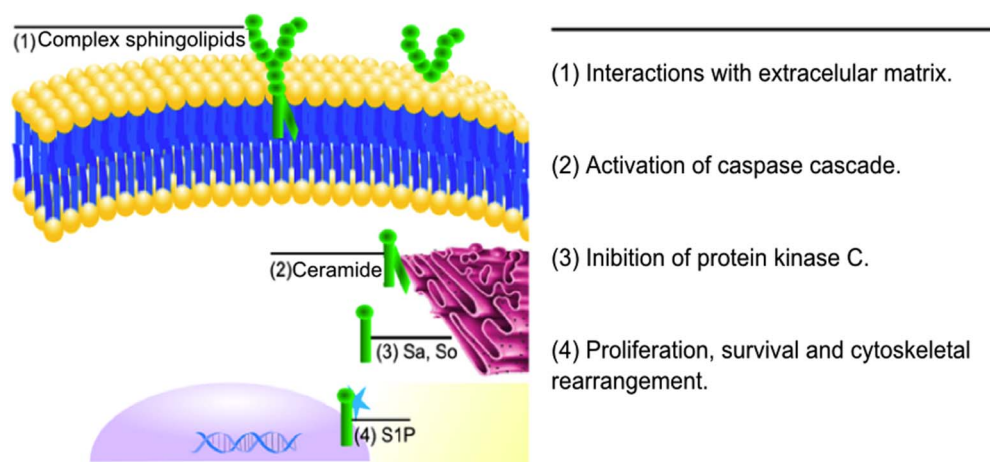 (1) Complex sphingolipids
(2) Ceramide
(3) Sa, So
(4) S1P
(1) Interactions with extracelular matrix.
(2) Activation of caspase cascade.
(3) Inibition of protein kinase C.
(4) Proliferation, survival and cytoskeletal
rearrangement.